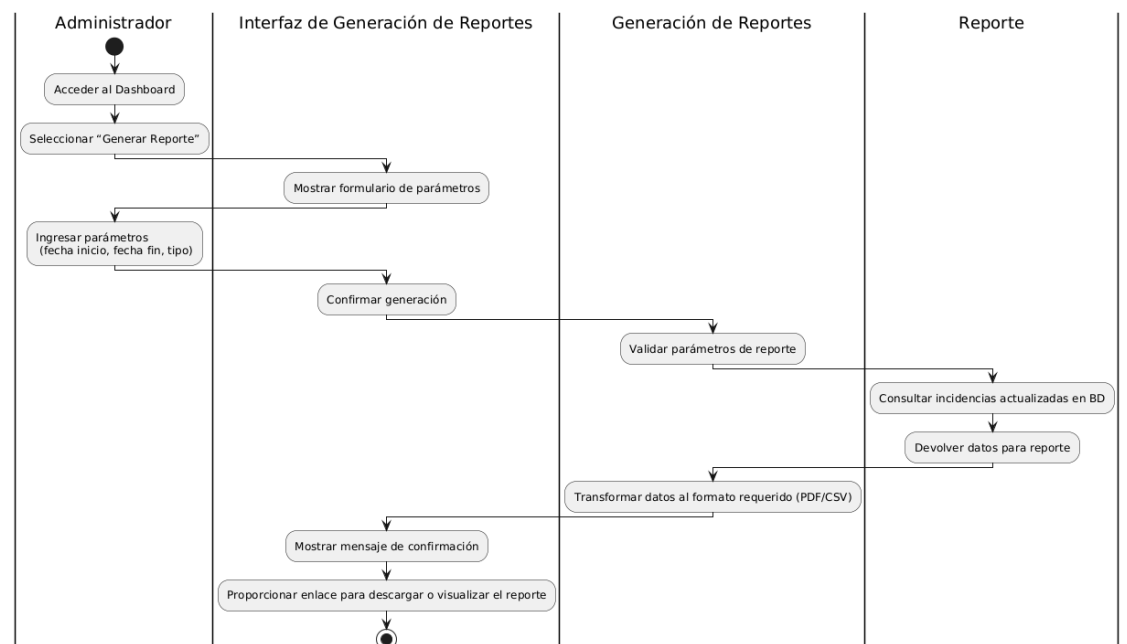 Administrador
Interfaz de Generación de Reportes
Generación de Reportes
Reporte
Acceder al Dashboard
Seleccionar “Generar Reporte”
Mostrar formulario de parámetros
Ingresar parámetros
(fecha inicio, fecha fin, tipo)
Confirmar generación
Validar parámetros de reporte
Consultar incidencias actualizadas en BD
Devolver datos para reporte
Transformar datos al formato requerido (PDF/CSV)
Mostrar mensaje de confirmación
Proporcionar enlace para descargar o visualizar el reporte